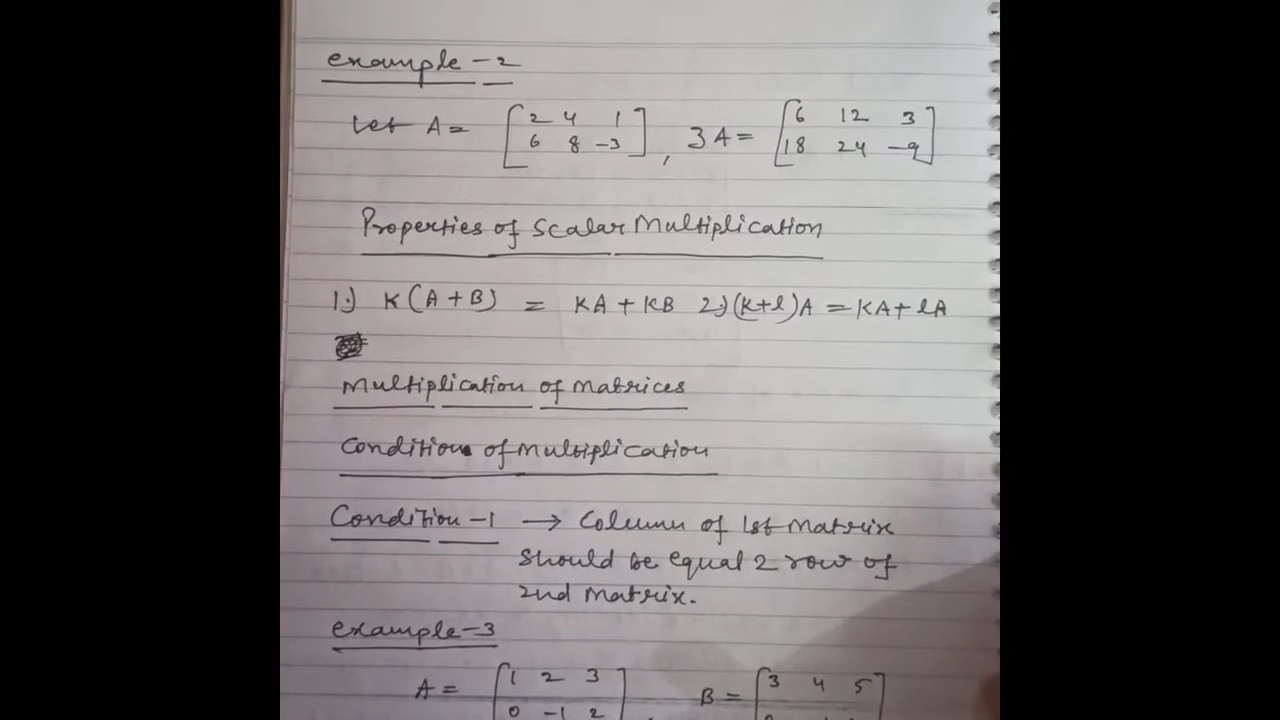 example - 2
Let A = [ 2 4 1 , 3A = [ 6 12 3
6 8 -3 ] 18 24 -9 ]
Properties of Scalar Multiplication
1.) K(A + B) = KA + KB 2.) (K+l)A = KA + lA
Multiplication of Matrices
Condition of Multiplication
Condition - 1 → Column of 1st Matrix
Should be equal 2 row of
2nd Matrix.
example - 3
A = [ 1 2 3 B = [ 3 4 5
0 -1 2